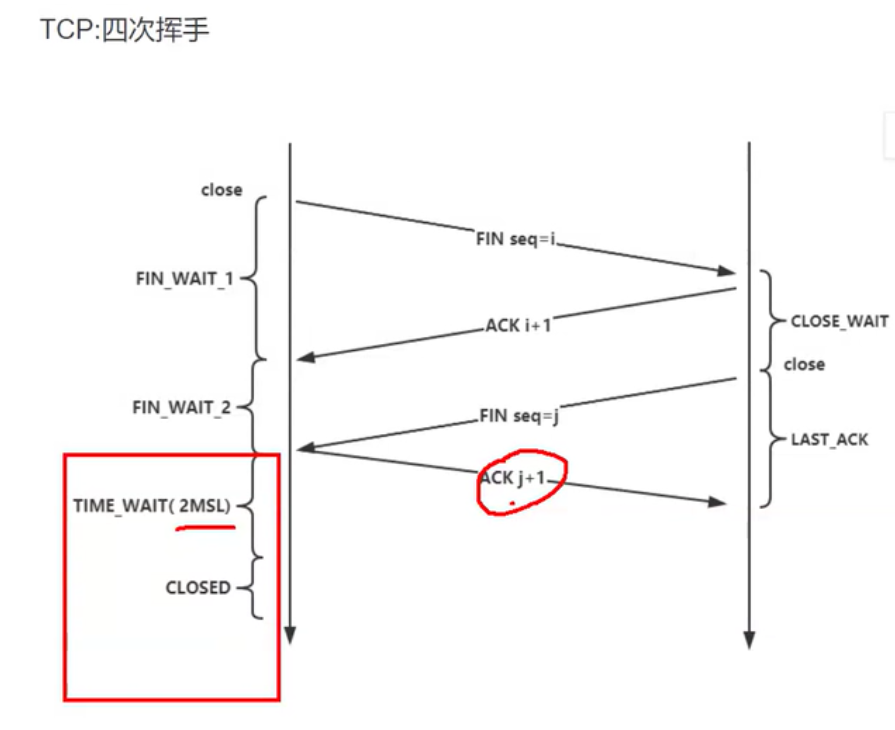 TCP:四次挥手
close
FIN seq=i
FIN_WAIT_1
ACK i+1
CLOSE_WAIT
close
FIN_WAIT_2
FIN seq=j
LAST_ACK
ACK j+1
TIME_WAIT( 2MSL)
CLOSED